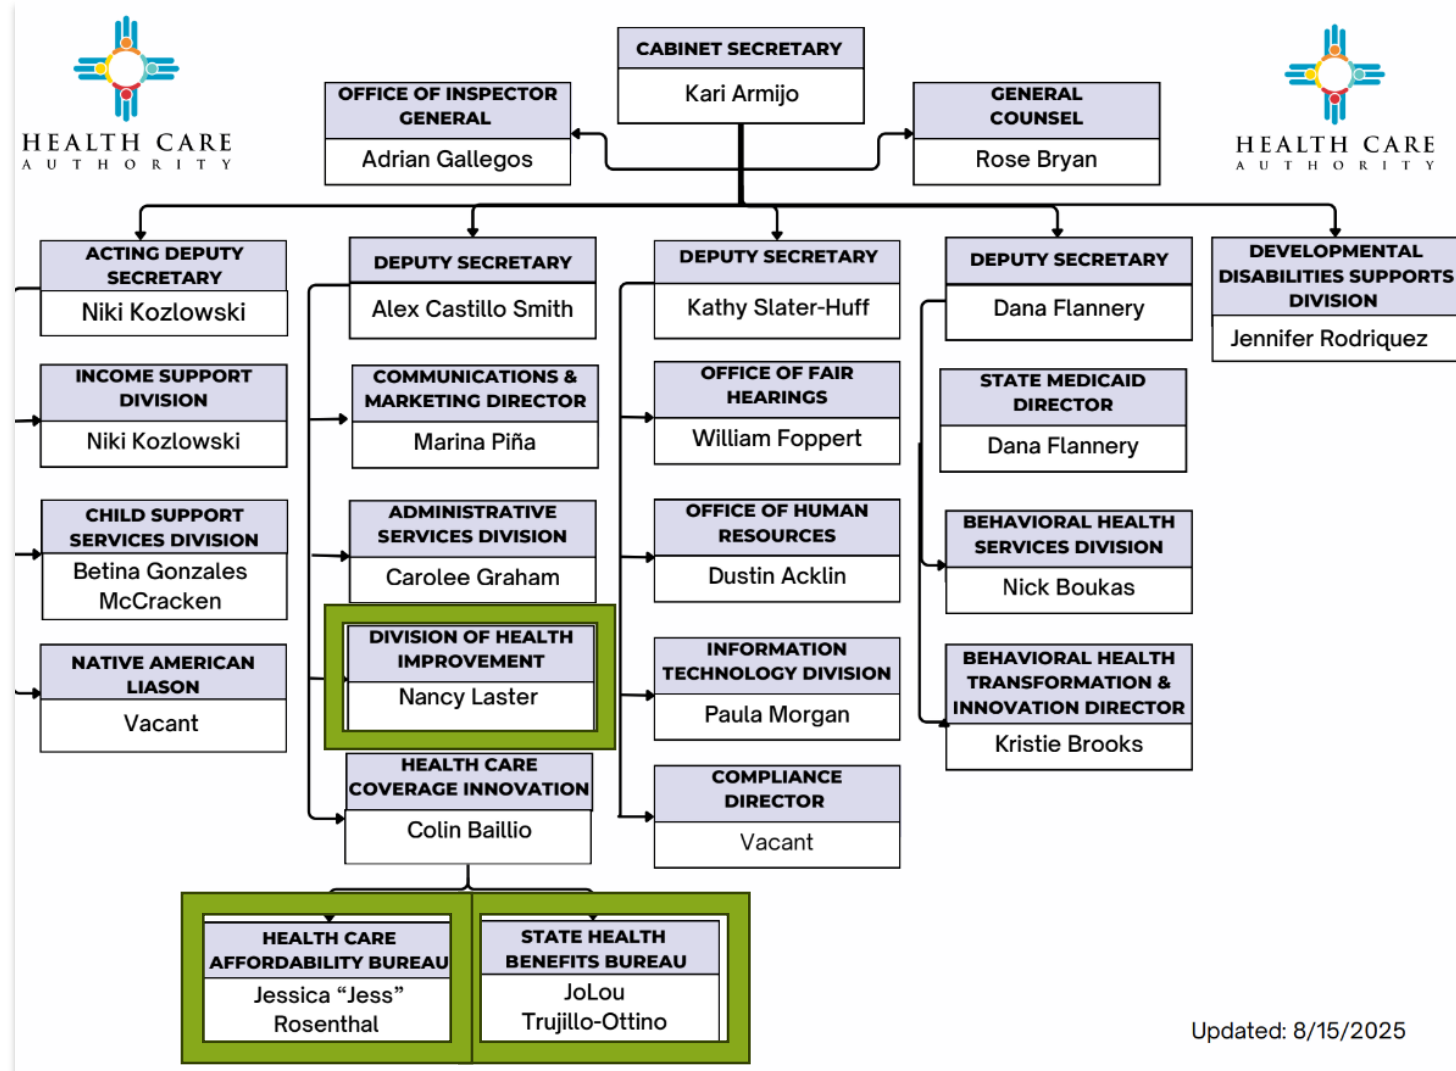 HEALTH CARE
AUTHORITY
CABINET SECRETARY
Kari Armijo
HEALTH CARE
AUTHORITY
OFFICE OF INSPECTOR
GENERAL
Adrian Gallegos
GENERAL
COUNSEL
Rose Bryan
ACTING DEPUTY
SECRETARY
Niki Kozlowski
DEPUTY SECRETARY
Alex Castillo Smith
DEPUTY SECRETARY
Kathy Slater-Huff
DEPUTY SECRETARY
Dana Flannery
DEVELOPMENTAL
DISABILITIES SUPPORTS
DIVISION
Jennifer Rodriquez
INCOME SUPPORT
DIVISION
Niki Kozlowski
COMMUNICATIONS &
MARKETING DIRECTOR
Marina Piña
OFFICE OF FAIR
HEARINGS
William Foppert
STATE MEDICAID
DIRECTOR
Dana Flannery
CHILD SUPPORT
SERVICES DIVISION
Betina Gonzales
McCracken
ADMINISTRATIVE
SERVICES DIVISION
Carolee Graham
OFFICE OF HUMAN
RESOURCES
Dustin Acklin
BEHAVIORAL HEALTH
SERVICES DIVISION
Nick Boukas
NATIVE AMERICAN
LIASON
Vacant
DIVISION OF HEALTH
IMPROVEMENT
Nancy Laster
INFORMATION
TECHNOLOGY DIVISION
Paula Morgan
BEHAVIORAL HEALTH
TRANSFORMATION &
INNOVATION DIRECTOR
Kristie Brooks
HEALTH CARE
COVERAGE INNOVATION
Colin Baillio
COMPLIANCE
DIRECTOR
Vacant
HEALTH CARE
AFFORDABILITY BUREAU
Jessica “Jess”
Rosenthal
STATE HEALTH
BENEFITS BUREAU
JoLou
Trujillo-Ottino
Updated: 8/15/2025